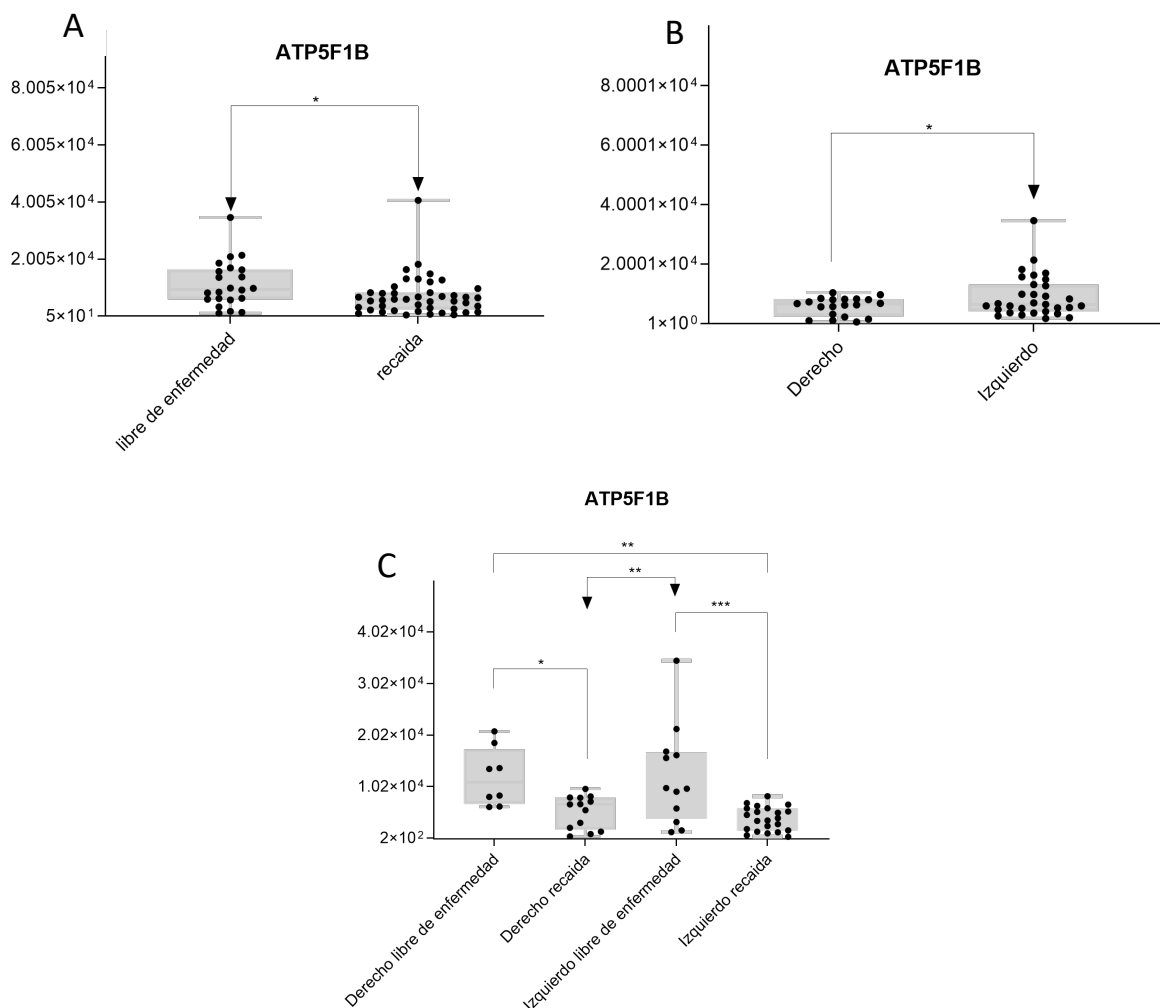 A
ATP5F1B
8.005×10⁴
6.005×10⁴
4.005×10⁴
2.005×10⁴
5×10¹
*
libre de enfermedad
recaida
B
ATP5F1B
8.0001×10⁴
6.0001×10⁴
4.0001×10⁴
2.0001×10⁴
1×10⁰
*
Derecho
Izquierdo
ATP5F1B
C
**
**
***
*
4.02×10⁴
3.02×10⁴
2.02×10⁴
1.02×10⁴
2×10²
Derecho libre de enfermedad
Derecho recaida
Izquierdo libre de enfermedad
Izquierdo recaida